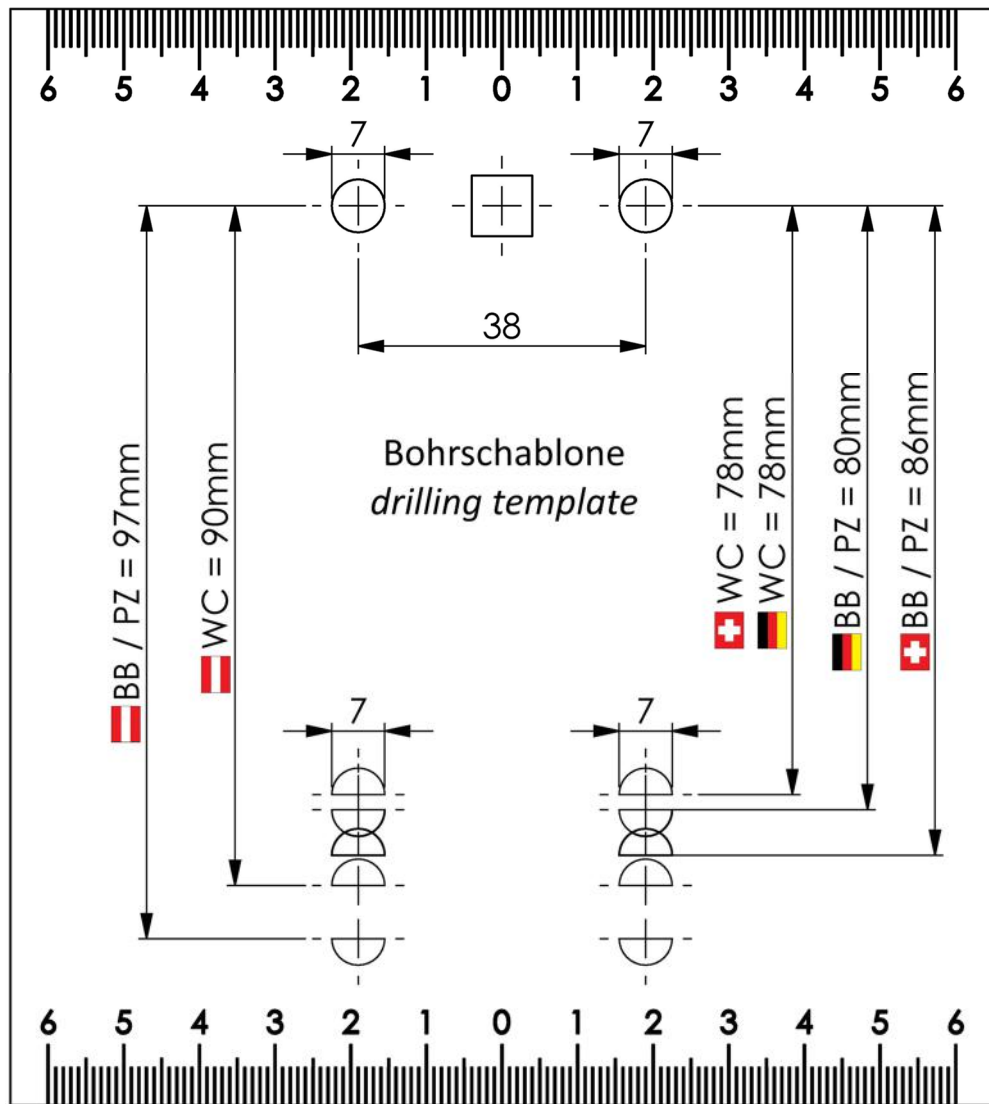 6 5 4 3 2 1 0 1 2 3 4 5 6
7 7
38
Bohrschablone
drilling template
BB / PZ = 97mm
WC = 90mm
WC = 78mm
WC = 78mm
BB / PZ = 80mm
BB / PZ = 86mm
7 7
6 5 4 3 2 1 0 1 2 3 4 5 6